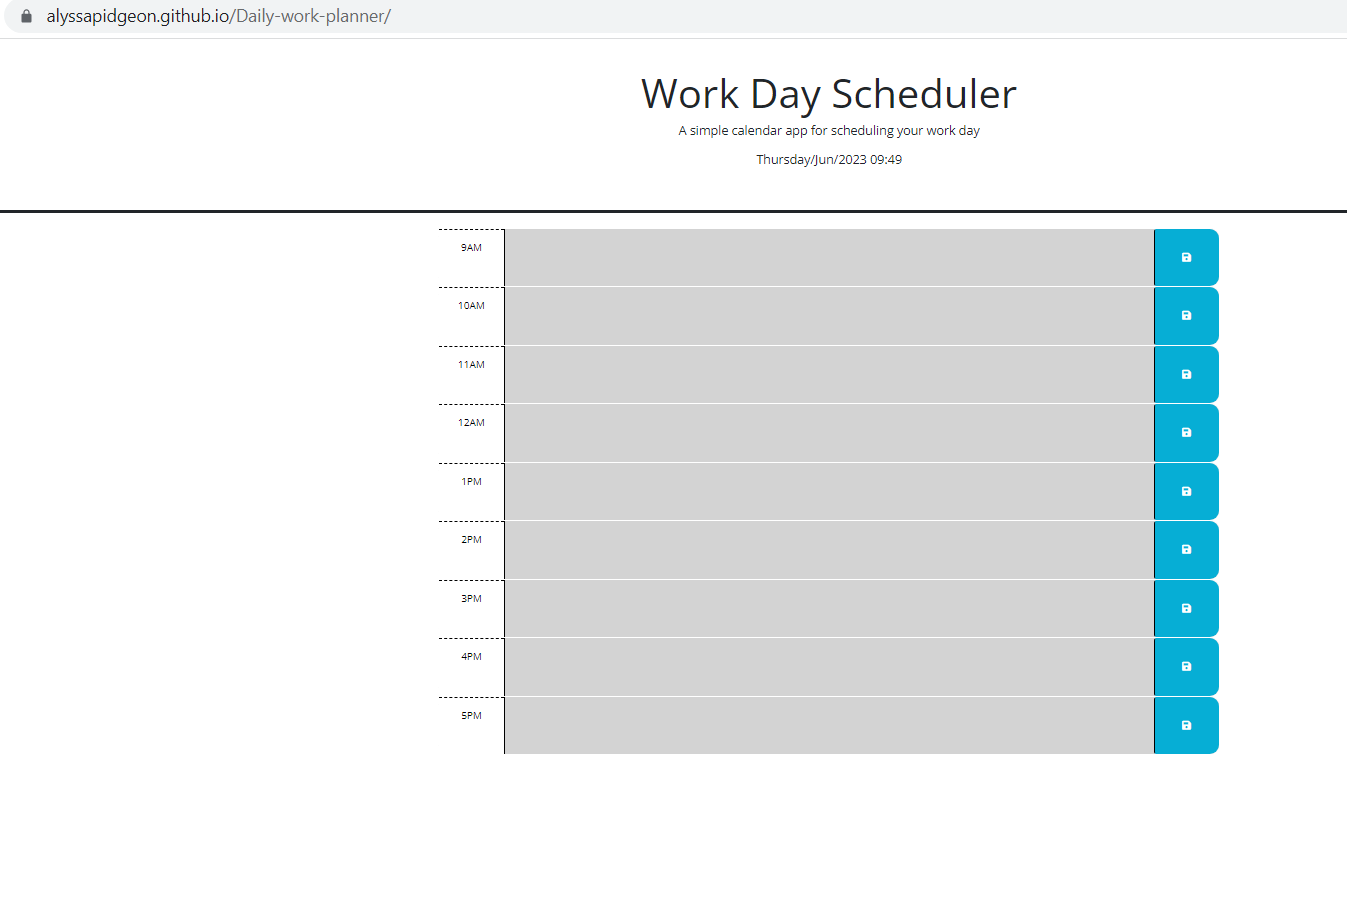 alyssapidgeon.github.io/Daily-work-planner/
Work Day Scheduler
A simple calendar app for scheduling your work day
Thursday/Jun/2023 09:49
9AM
10AM
11AM
12AM
1PM
2PM
3PM
4PM
5PM